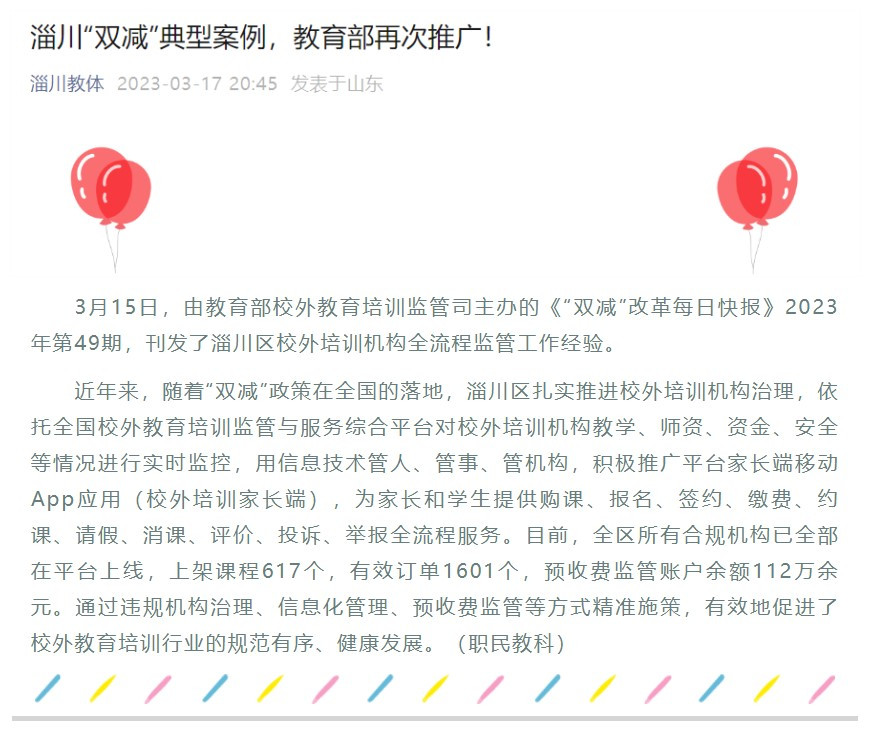 淄川“双减”典型案例，教育部再次推广！
淄川教体 2023-03-17 20:45 发表于山东
3月15日，由教育部校外教育培训监管司主办的《“双减”改革每日快报》2023
年第49期，刊发了淄川区校外培训机构全流程监管工作经验。
近年来，随着“双减”政策在全国的落地，淄川区扎实推进校外培训机构治理，依
托全国校外教育培训监管与服务综合平台对校外培训机构教学、师资、资金、安全
等情况进行实时监控，用信息技术管人、管事、管机构，积极推广平台家长端移动
App应用（校外培训家长端），为家长和学生提供购课、报名、签约、缴费、约
课、请假、消课、评价、投诉、举报全流程服务。目前，全区所有合规机构已全部
在平台上线，上架课程617个，有效订单1601个，预收费监管账户余额112万余
元。通过违规机构治理、信息化管理、预收费监管等方式精准施策，有效地促进了
校外教育培训行业的规范有序、健康发展。（职民教科）